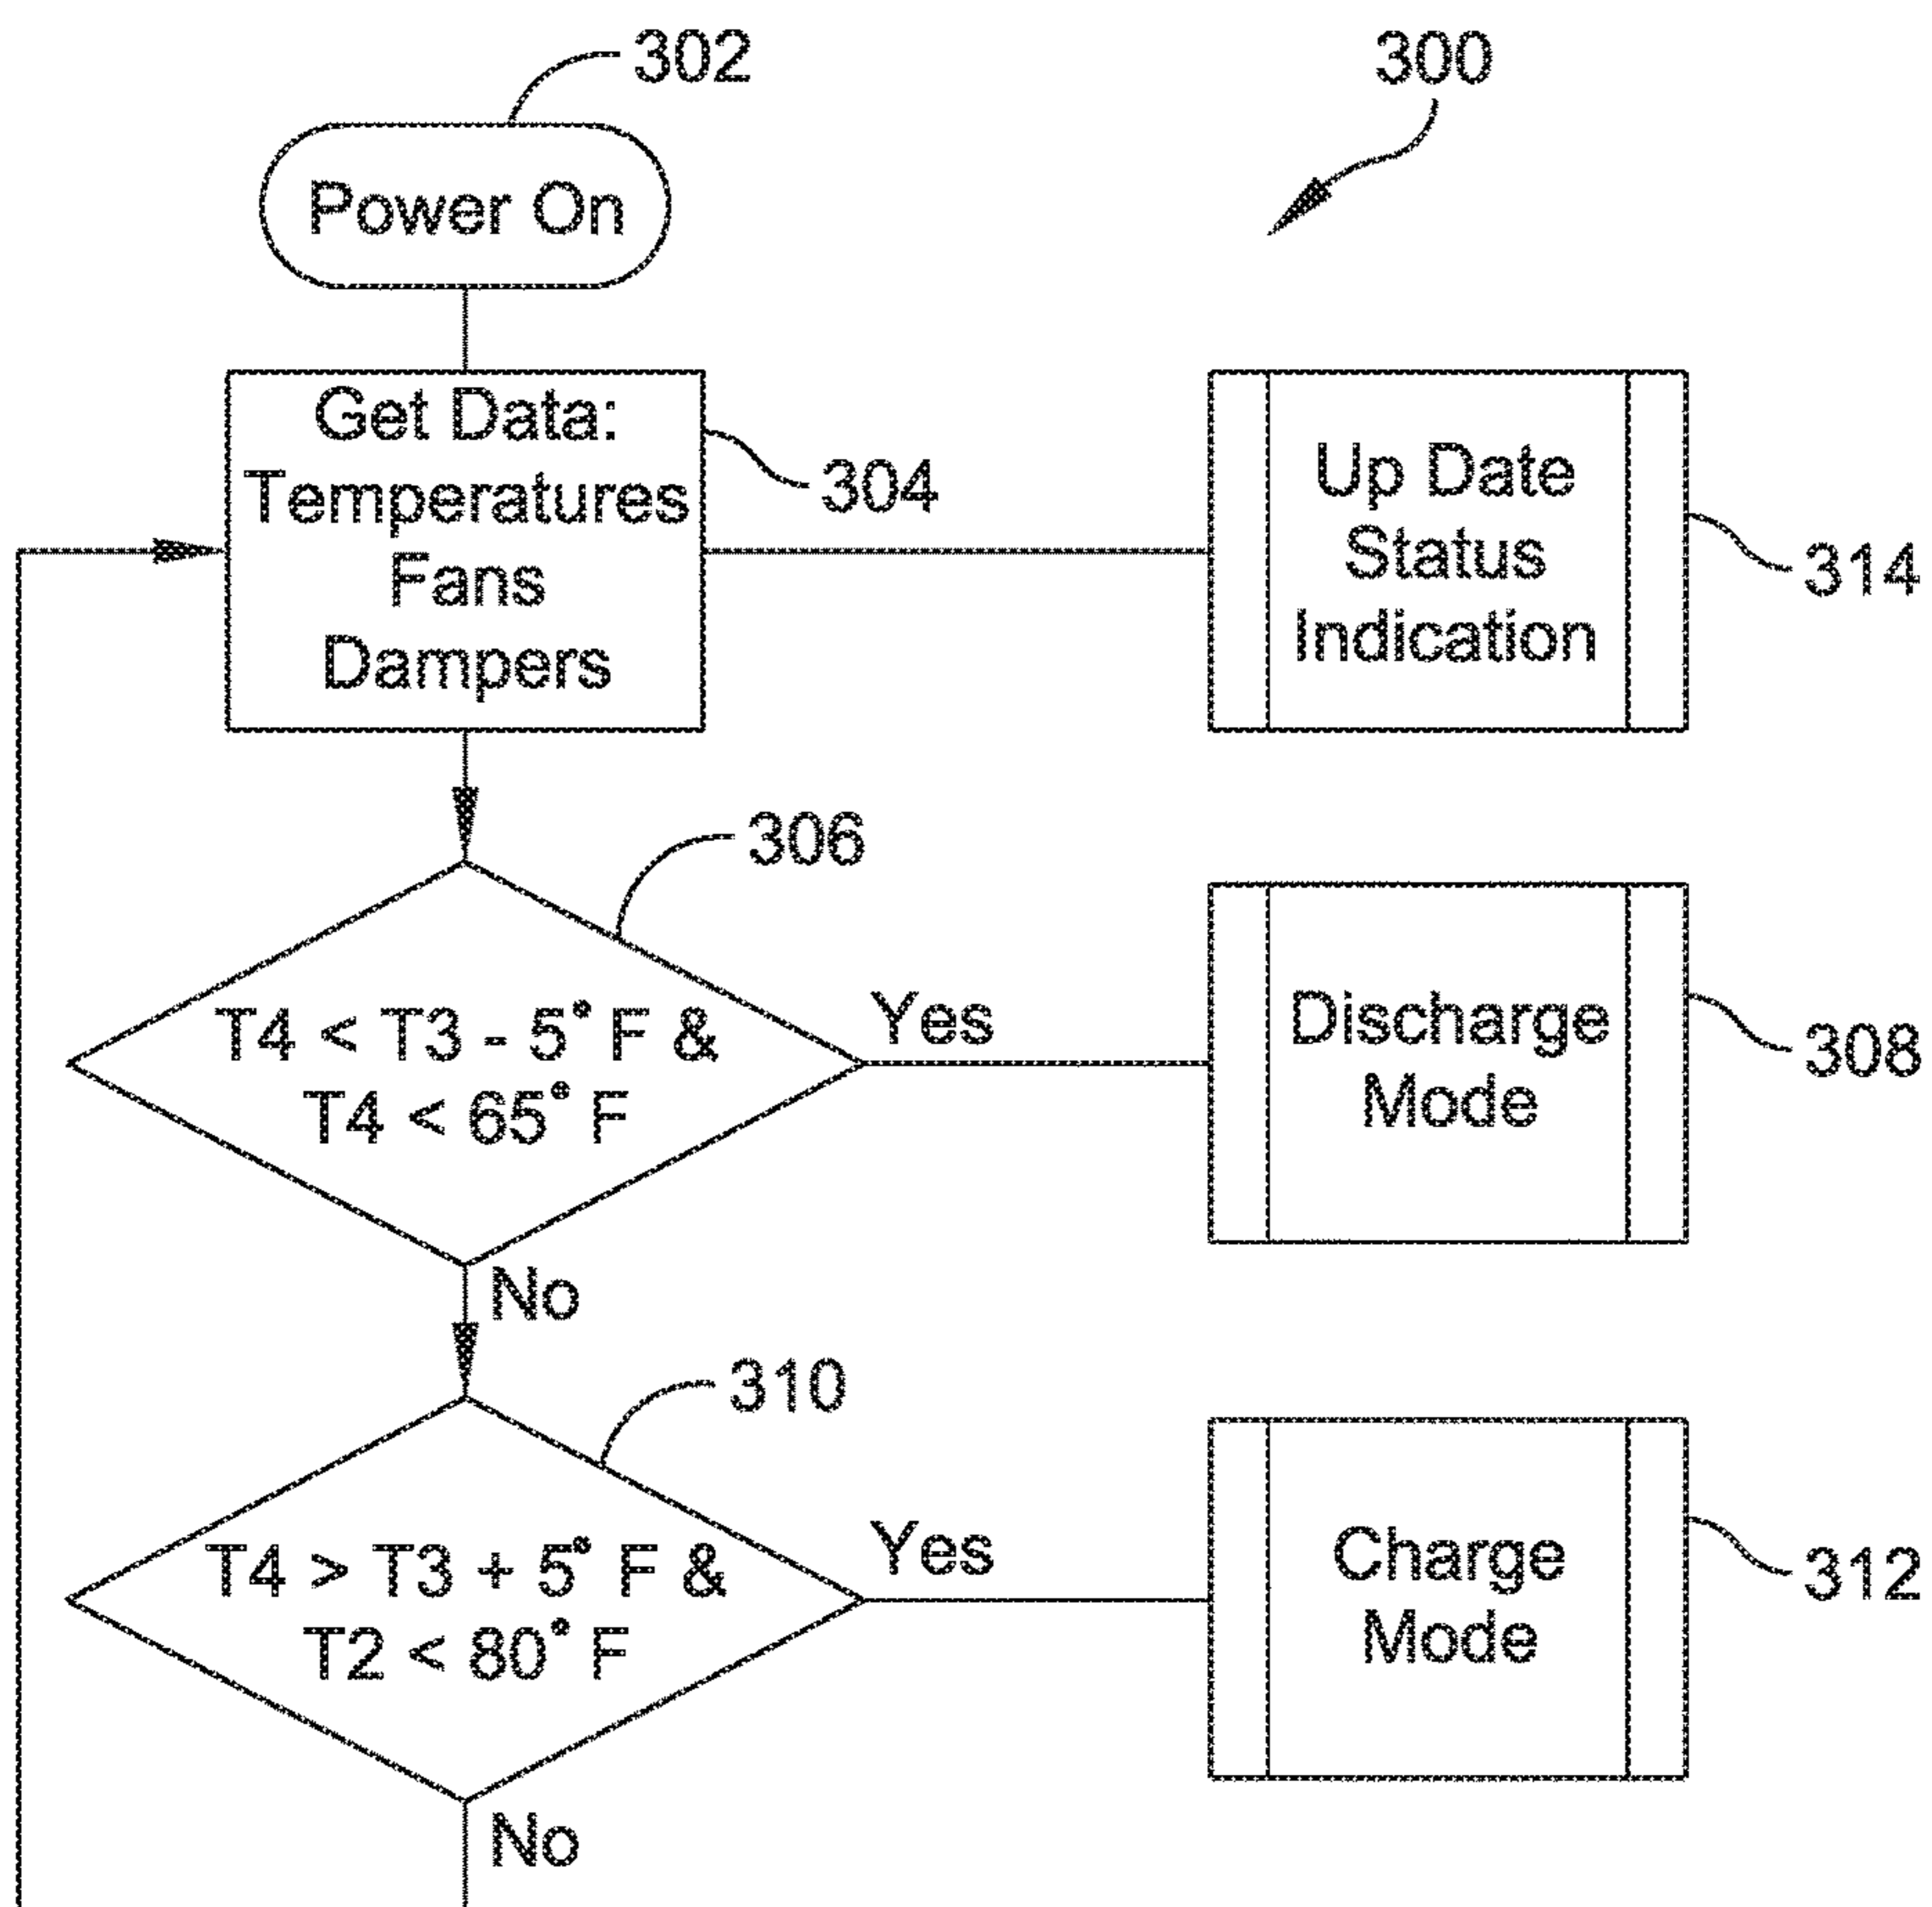 302
300
Power On
Get Data:
Temperatures
Fans
Dampers
304
Up Date
Status
Indication
314
306
T4 < T3 - 5° F &
T4 < 65° F
Yes
Discharge
Mode
308
No
310
T4 > T3 + 5° F &
T2 < 80° F
Yes
Charge
Mode
312
No